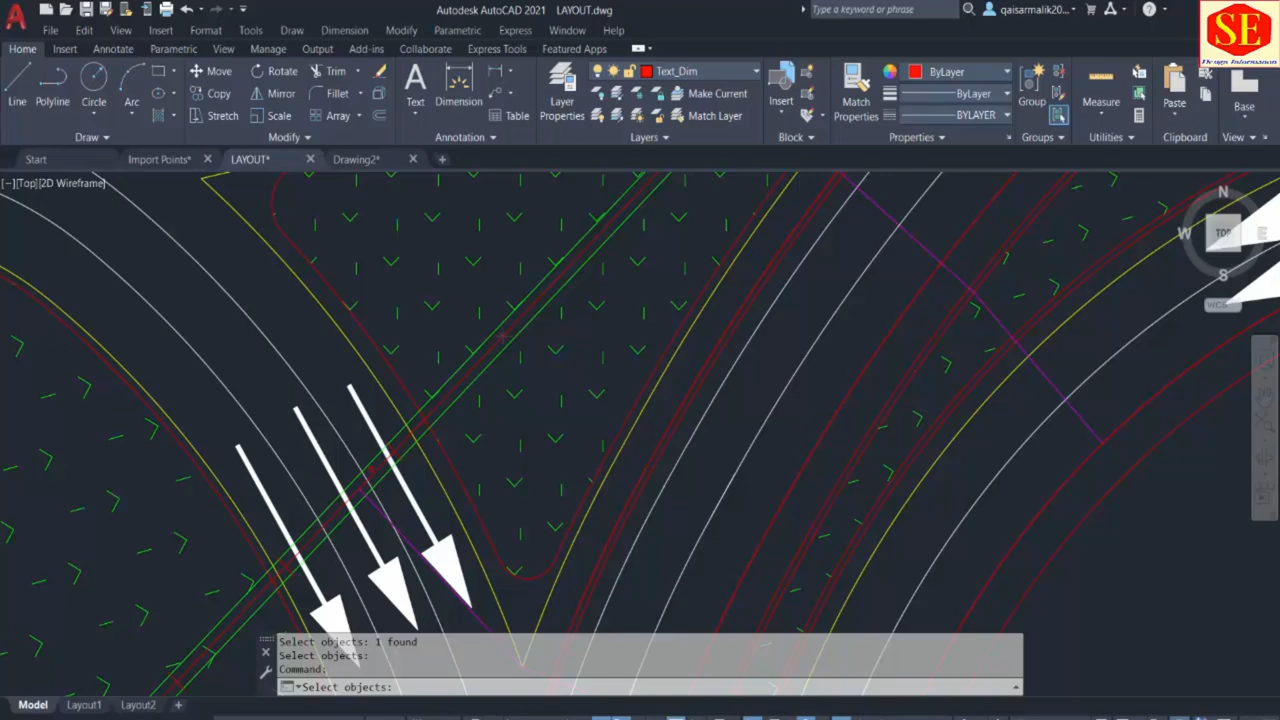 Autodesk AutoCAD 2021 LAYOUT.dwg
Type a keyword or phrase
qaisarmalik20...
SE
Design Information
File Edit View Insert Format Tools Draw Dimension Modify Parametric Express Window Help
Home Insert Annotate Parametric View Manage Output Add-ins Collaborate Express Tools Featured Apps
Line
Polyline
Circle
Arc
Move Rotate Trim
Copy Mirror Fillet
Stretch Scale Array
Text
Dimension
Table
Layer
Properties
Text_Dim
Make Current
Match Layer
Insert
Match
Properties
ByLayer
ByLayer
BYLAYER
Group
Measure
Paste
Base
Draw Modify Annotation Layers Block Properties Groups Utilities Clipboard View
Start Import Points* LAYOUT* Drawing2*
[−][Top][2D Wireframe]
N
W TOP E
S
WCS
Select objects: 1 found
Select objects:
Command:
Select objects:
Model Layout1 Layout2